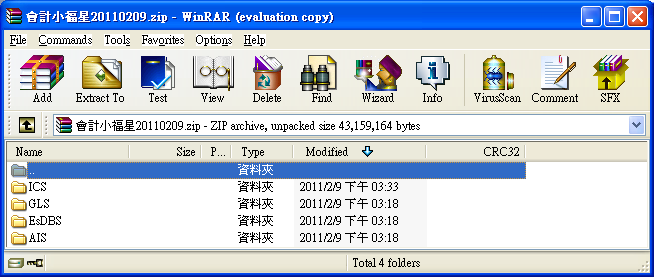 會計小福星20110209.zip - WinRAR (evaluation copy)
File Commands Tools Favorites Options Help
Add Extract To Test View Delete Find Wizard Info VirusScan Comment SFX
會計小福星20110209.zip - ZIP archive, unpacked size 43,159,164 bytes
Name Size P... Type Modified CRC32
.. 資料夾
ICS 資料夾 2011/2/9 下午 03:33
GLS 資料夾 2011/2/9 下午 03:18
EsDBS 資料夾 2011/2/9 下午 03:18
AIS 資料夾 2011/2/9 下午 03:18
Total 4 folders